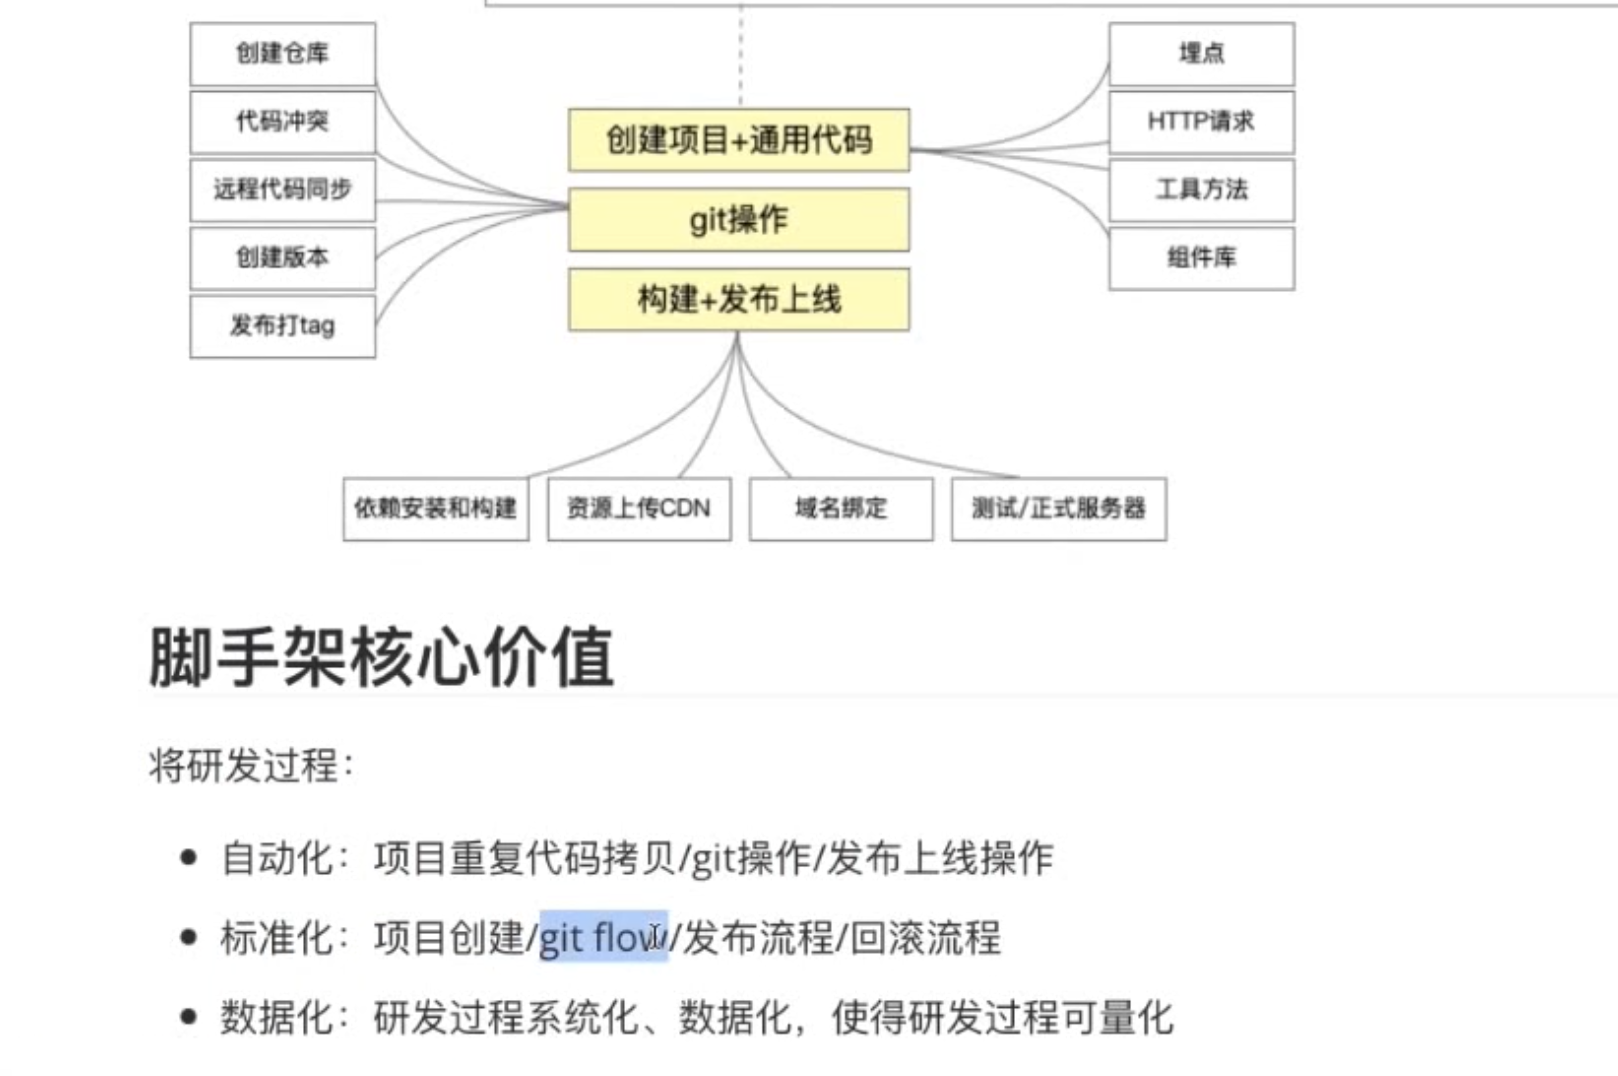 创建仓库
代码冲突
远程代码同步
创建版本
发布打tag
创建项目+通用代码
git操作
构建+发布上线
埋点
HTTP请求
工具方法
组件库
依赖安装和构建
资源上传CDN
域名绑定
测试/正式服务器
脚手架核心价值
将研发过程：
自动化：项目重复代码拷贝/git操作/发布上线操作
标准化：项目创建/git flow/发布流程/回滚流程
数据化：研发过程系统化、数据化，使得研发过程可量化